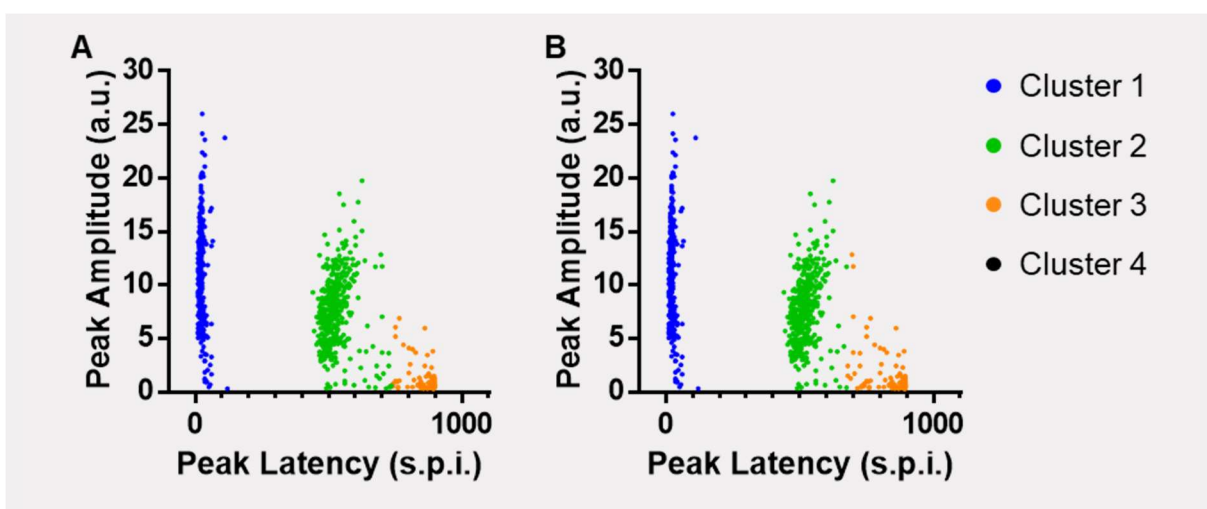 A
Peak Amplitude (a.u.)
30
25
20
15
10
5
0
0 1000
Peak Latency (s.p.i.)
B
Peak Amplitude (a.u.)
30
25
20
15
10
5
0
0 1000
Peak Latency (s.p.i.)
Cluster 1
Cluster 2
Cluster 3
Cluster 4